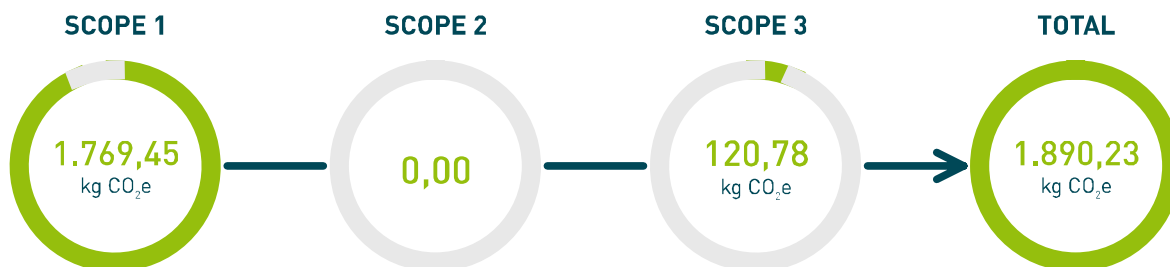 SCOPE 1
SCOPE 2
SCOPE 3
TOTAL
1.769,45
kg CO₂e
0,00
120,78
kg CO₂e
1.890,23
kg CO₂e